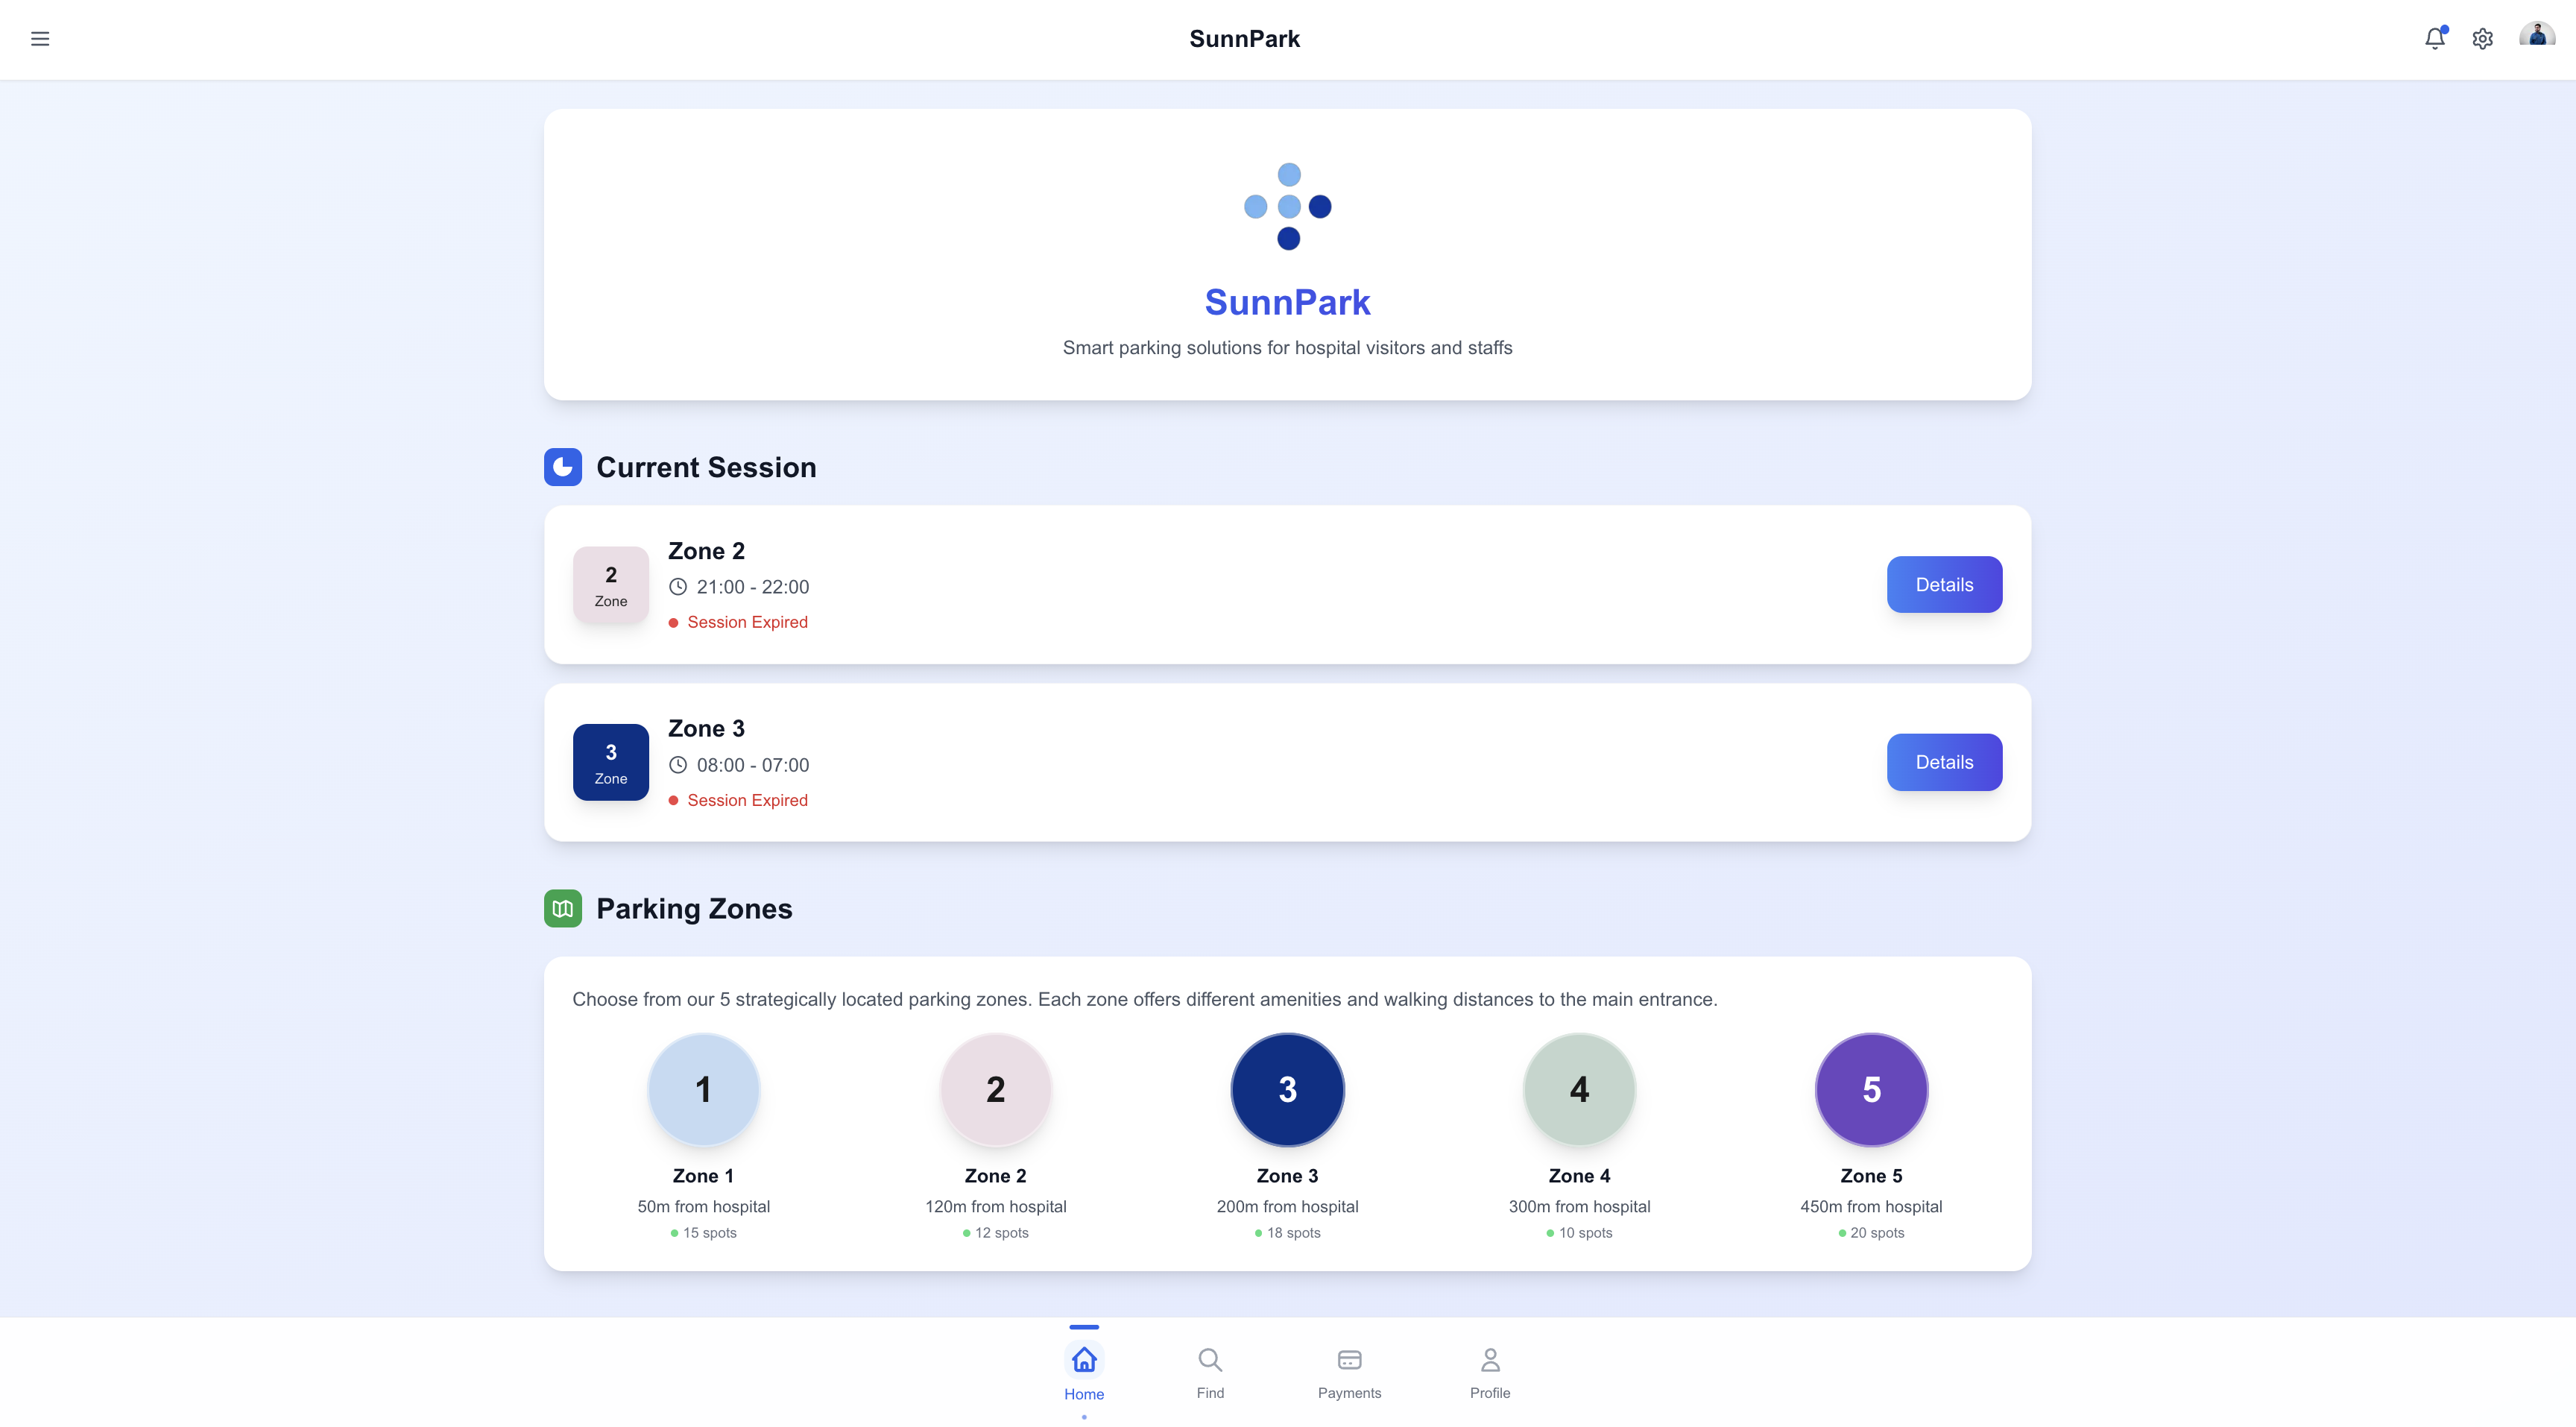 SunnPark
SunnPark
Smart parking solutions for hospital visitors and staffs
Current Session
2
Zone
Zone 2
21:00 - 22:00
Session Expired
Details
3
Zone
Zone 3
08:00 - 07:00
Session Expired
Details
Parking Zones
Choose from our 5 strategically located parking zones. Each zone offers different amenities and walking distances to the main entrance.
1
Zone 1
50m from hospital
15 spots
2
Zone 2
120m from hospital
12 spots
3
Zone 3
200m from hospital
18 spots
4
Zone 4
300m from hospital
10 spots
5
Zone 5
450m from hospital
20 spots
Home
Find
Payments
Profile